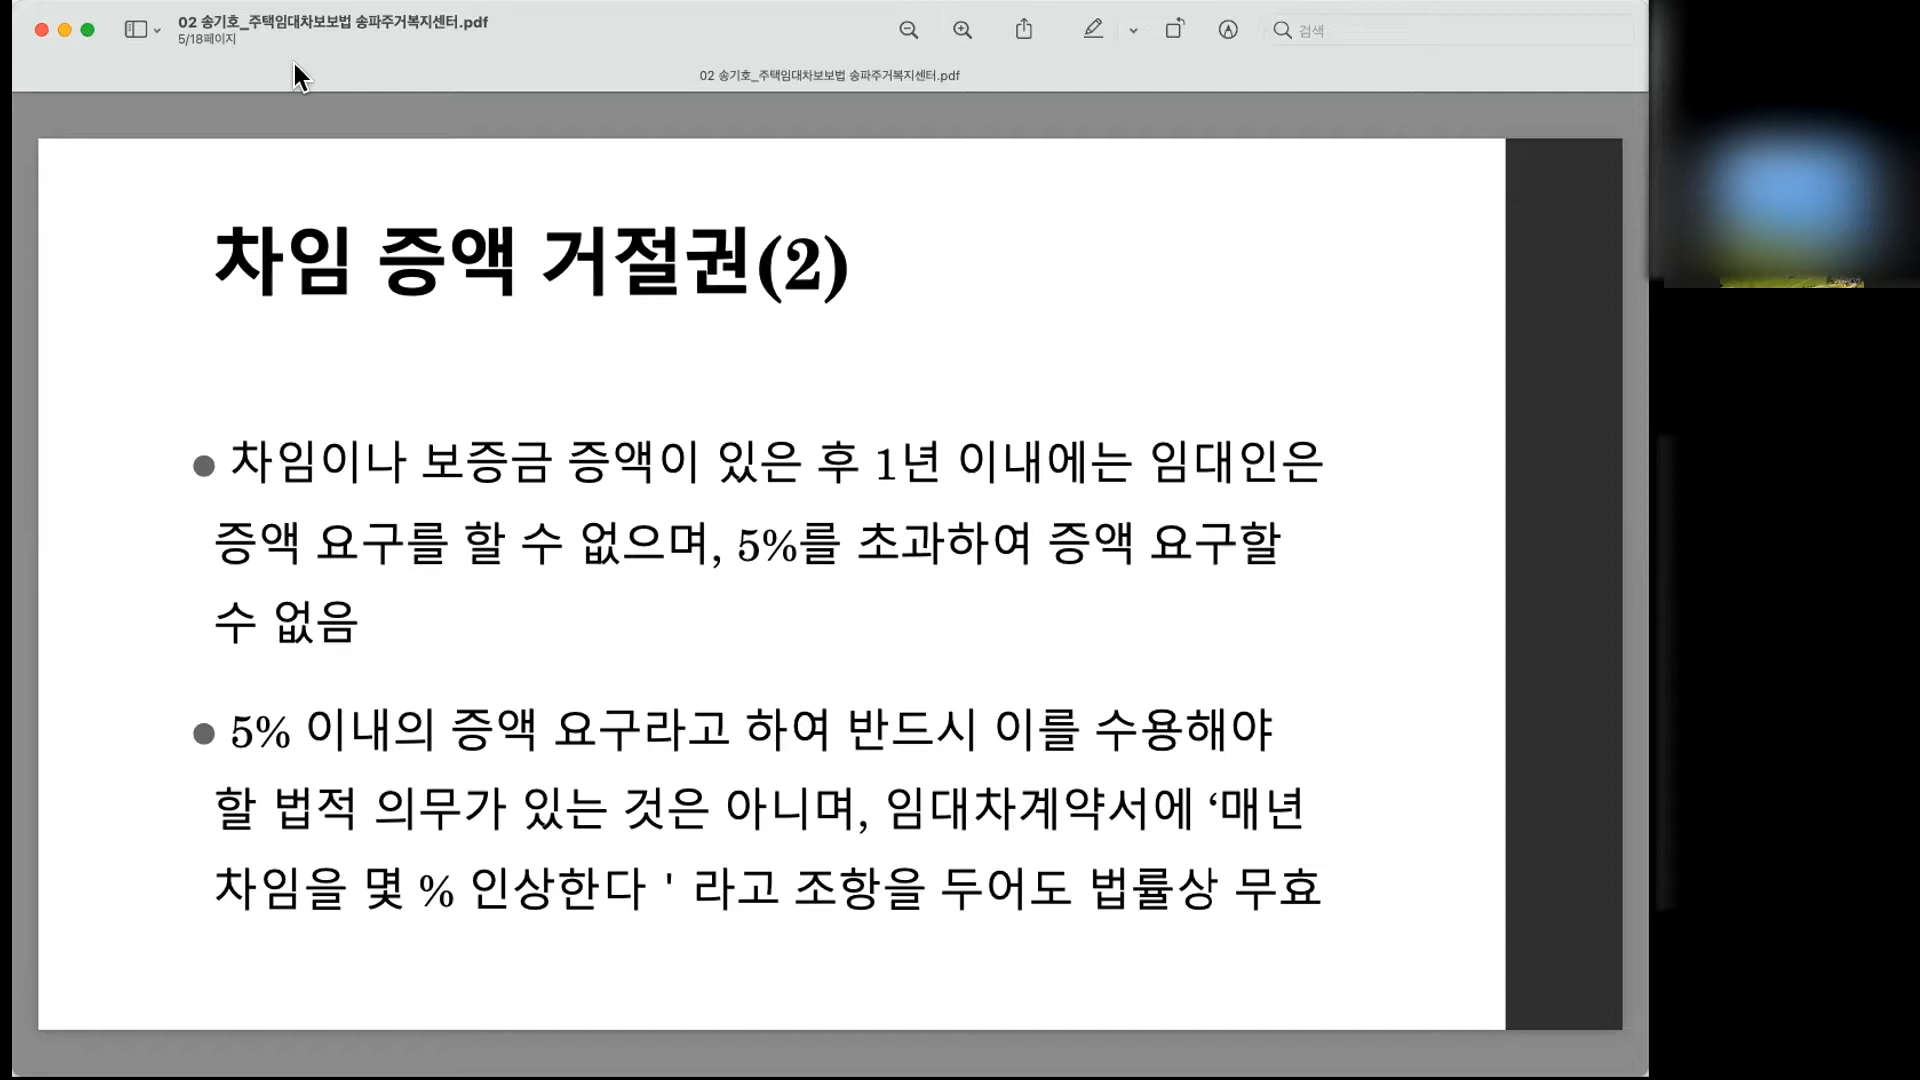 02 송기호_주택임대차보보법 송파주거복지센터.pdf
5/18페이지
검색
02 송기호_주택임대차보보법 송파주거복지센터.pdf
차임 증액 거절권(2)
● 차임이나 보증금 증액이 있은 후 1년 이내에는 임대인은
증액 요구를 할 수 없으며, 5%를 초과하여 증액 요구할
수 없음
● 5% 이내의 증액 요구라고 하여 반드시 이를 수용해야
할 법적 의무가 있는 것은 아니며, 임대차계약서에 ‘매년
차임을 몇 % 인상한다 ' 라고 조항을 두어도 법률상 무효